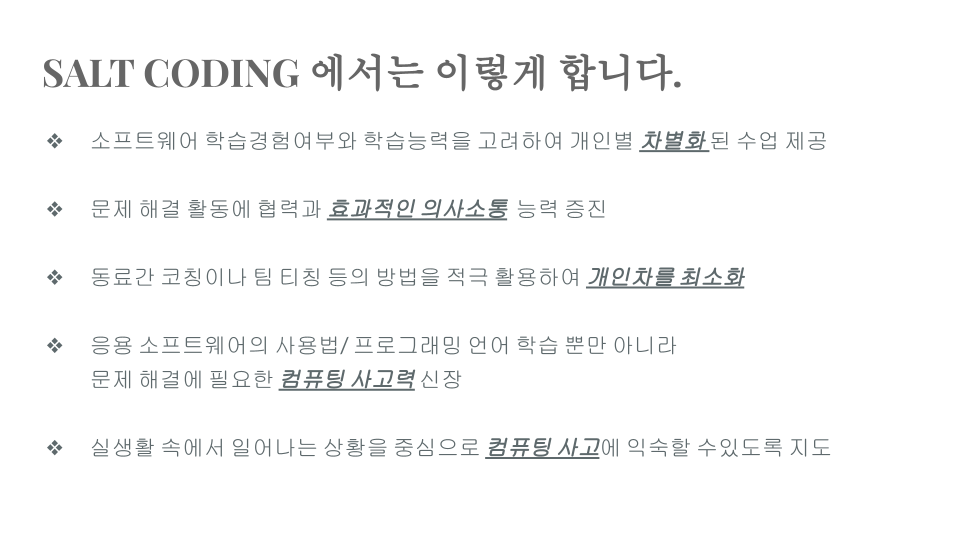 SALT CODING 에서는 이렇게 합니다.
❖ 소프트웨어 학습경험여부와 학습능력을 고려하여 개인별 차별화 된 수업 제공
❖ 문제 해결 활동에 협력과 효과적인 의사소통 능력 증진
❖ 동료간 코칭이나 팀 티칭 등의 방법을 적극 활용하여 개인차를 최소화
❖ 응용 소프트웨어의 사용법/ 프로그래밍 언어 학습 뿐만 아니라
문제 해결에 필요한 컴퓨팅 사고력 신장
❖ 실생활 속에서 일어나는 상황을 중심으로 컴퓨팅 사고에 익숙할 수있도록 지도